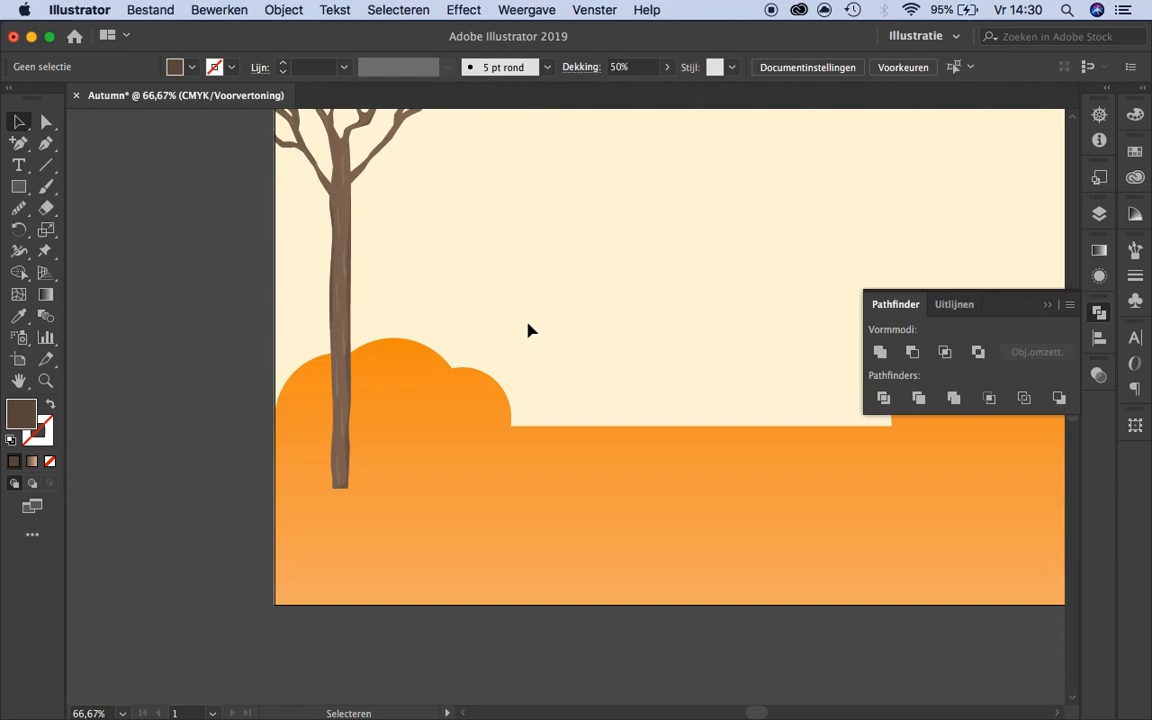 Illustrator Bestand Bewerken Object Tekst Selecteren Effect Weergave Venster Help 95% Vr 14:30
Adobe Illustrator 2019 Illustratie Zoeken in Adobe Stock
Geen selectie Lijn: 5 pt rond Dekking: 50% Stijl: Documentinstellingen Voorkeuren
Autumn* @ 66,67% (CMYK/Voorvertoning)
Pathfinder Uitlijnen
Vormmodi:
Obj.omzett.
Pathfinders:
66,67% 1 Selecteren